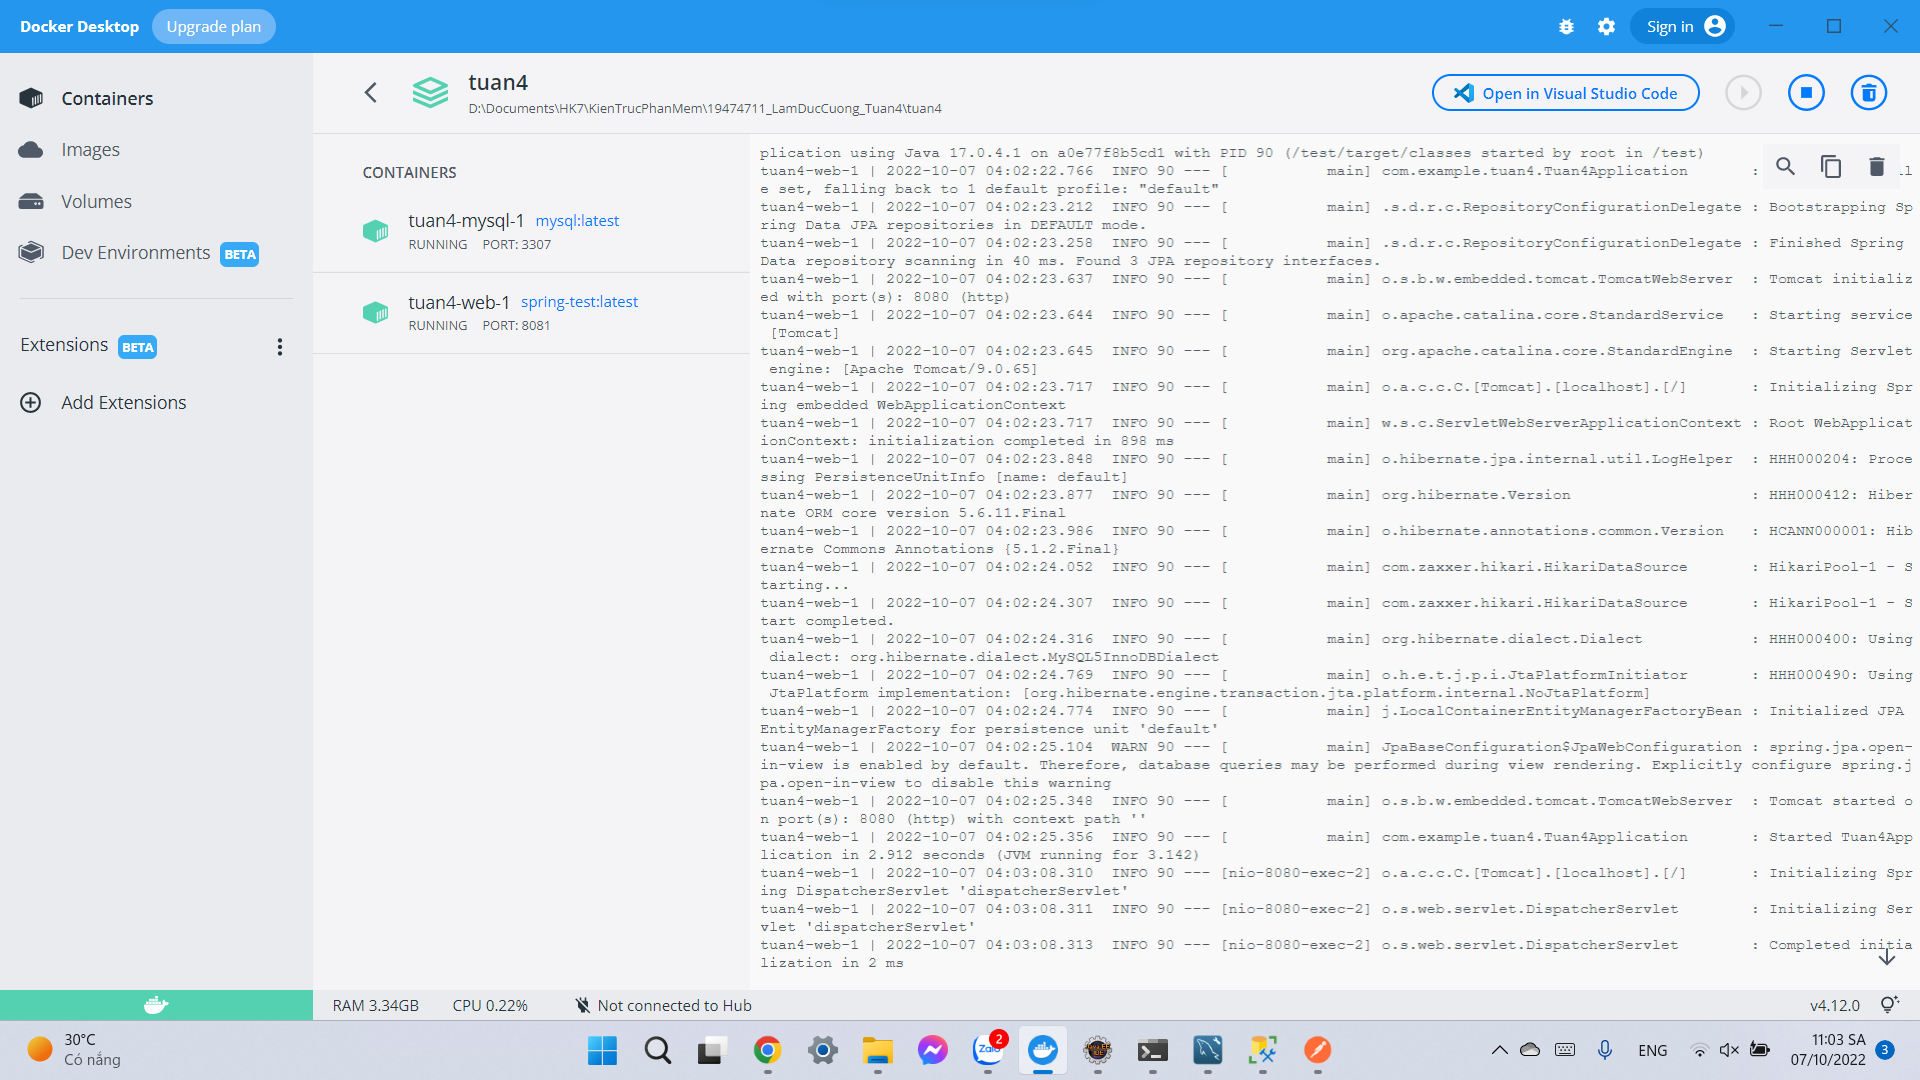 Docker Desktop
Upgrade plan
Sign in
Containers
Images
Volumes
Dev Environments BETA
Extensions BETA
Add Extensions
tuan4
D:\Documents\HK7\KienTrucPhanMem\19474711_LamDucCuong_Tuan4\tuan4
Open in Visual Studio Code
CONTAINERS
tuan4-mysql-1 mysql:latest
RUNNING PORT: 3307
tuan4-web-1 spring-test:latest
RUNNING PORT: 8081
plication using Java 17.0.4.1 on a0e77f8b5cd1 with PID 90 (/test/target/classes started by root in /test)
tuan4-web-1 | 2022-10-07 04:02:22.766 INFO 90 --- [ main] com.example.tuan4.Tuan4Application :
e set, falling back to 1 default profile: "default"
tuan4-web-1 | 2022-10-07 04:02:23.212 INFO 90 --- [ main] .s.d.r.c.RepositoryConfigurationDelegate : Bootstrapping Sp
ring Data JPA repositories in DEFAULT mode.
tuan4-web-1 | 2022-10-07 04:02:23.258 INFO 90 --- [ main] .s.d.r.c.RepositoryConfigurationDelegate : Finished Spring
Data repository scanning in 40 ms. Found 3 JPA repository interfaces.
tuan4-web-1 | 2022-10-07 04:02:23.637 INFO 90 --- [ main] o.s.b.w.embedded.tomcat.TomcatWebServer : Tomcat initializ
ed with port(s): 8080 (http)
tuan4-web-1 | 2022-10-07 04:02:23.644 INFO 90 --- [ main] o.apache.catalina.core.StandardService : Starting service
[Tomcat]
tuan4-web-1 | 2022-10-07 04:02:23.645 INFO 90 --- [ main] org.apache.catalina.core.StandardEngine : Starting Servlet
engine: [Apache Tomcat/9.0.65]
tuan4-web-1 | 2022-10-07 04:02:23.717 INFO 90 --- [ main] o.a.c.c.C.[Tomcat].[localhost].[/] : Initializing Spr
ing embedded WebApplicationContext
tuan4-web-1 | 2022-10-07 04:02:23.717 INFO 90 --- [ main] w.s.c.ServletWebServerApplicationContext : Root WebApplicat
ionContext: initialization completed in 898 ms
tuan4-web-1 | 2022-10-07 04:02:23.848 INFO 90 --- [ main] o.hibernate.jpa.internal.util.LogHelper : HHH000204: Proce
ssing PersistenceUnitInfo [name: default]
tuan4-web-1 | 2022-10-07 04:02:23.877 INFO 90 --- [ main] org.hibernate.Version : HHH000412: Hiber
nate ORM core version 5.6.11.Final
tuan4-web-1 | 2022-10-07 04:02:23.986 INFO 90 --- [ main] o.hibernate.annotations.common.Version : HCANN000001: Hib
ernate Commons Annotations {5.1.2.Final}
tuan4-web-1 | 2022-10-07 04:02:24.052 INFO 90 --- [ main] com.zaxxer.hikari.HikariDataSource : HikariPool-1 - S
tarting...
tuan4-web-1 | 2022-10-07 04:02:24.307 INFO 90 --- [ main] com.zaxxer.hikari.HikariDataSource : HikariPool-1 - S
tart completed.
tuan4-web-1 | 2022-10-07 04:02:24.316 INFO 90 --- [ main] org.hibernate.dialect.Dialect : HHH000400: Using
dialect: org.hibernate.dialect.MySQL5InnoDBDialect
tuan4-web-1 | 2022-10-07 04:02:24.769 INFO 90 --- [ main] o.h.e.t.j.p.i.JtaPlatformInitiator : HHH000490: Using
JtaPlatform implementation: [org.hibernate.engine.transaction.jta.platform.internal.NoJtaPlatform]
tuan4-web-1 | 2022-10-07 04:02:24.774 INFO 90 --- [ main] j.LocalContainerEntityManagerFactoryBean : Initialized JPA
EntityManagerFactory for persistence unit 'default'
tuan4-web-1 | 2022-10-07 04:02:25.104 WARN 90 --- [ main] JpaBaseConfiguration$JpaWebConfiguration : spring.jpa.open-
in-view is enabled by default. Therefore, database queries may be performed during view rendering. Explicitly configure spring.j
pa.open-in-view to disable this warning
tuan4-web-1 | 2022-10-07 04:02:25.348 INFO 90 --- [ main] o.s.b.w.embedded.tomcat.TomcatWebServer : Tomcat started o
n port(s): 8080 (http) with context path ''
tuan4-web-1 | 2022-10-07 04:02:25.356 INFO 90 --- [ main] com.example.tuan4.Tuan4Application : Started Tuan4App
lication in 2.912 seconds (JVM running for 3.142)
tuan4-web-1 | 2022-10-07 04:03:08.310 INFO 90 --- [nio-8080-exec-2] o.a.c.c.C.[Tomcat].[localhost].[/] : Initializing Spr
ing DispatcherServlet 'dispatcherServlet'
tuan4-web-1 | 2022-10-07 04:03:08.311 INFO 90 --- [nio-8080-exec-2] o.s.web.servlet.DispatcherServlet : Initializing Ser
vlet 'dispatcherServlet'
tuan4-web-1 | 2022-10-07 04:03:08.313 INFO 90 --- [nio-8080-exec-2] o.s.web.servlet.DispatcherServlet : Completed initia
lization in 2 ms
RAM 3.34GB CPU 0.22% Not connected to Hub
v4.12.0
30°C
Có nắng
Zalo
2
ENG
11:03 SA
07/10/2022
3